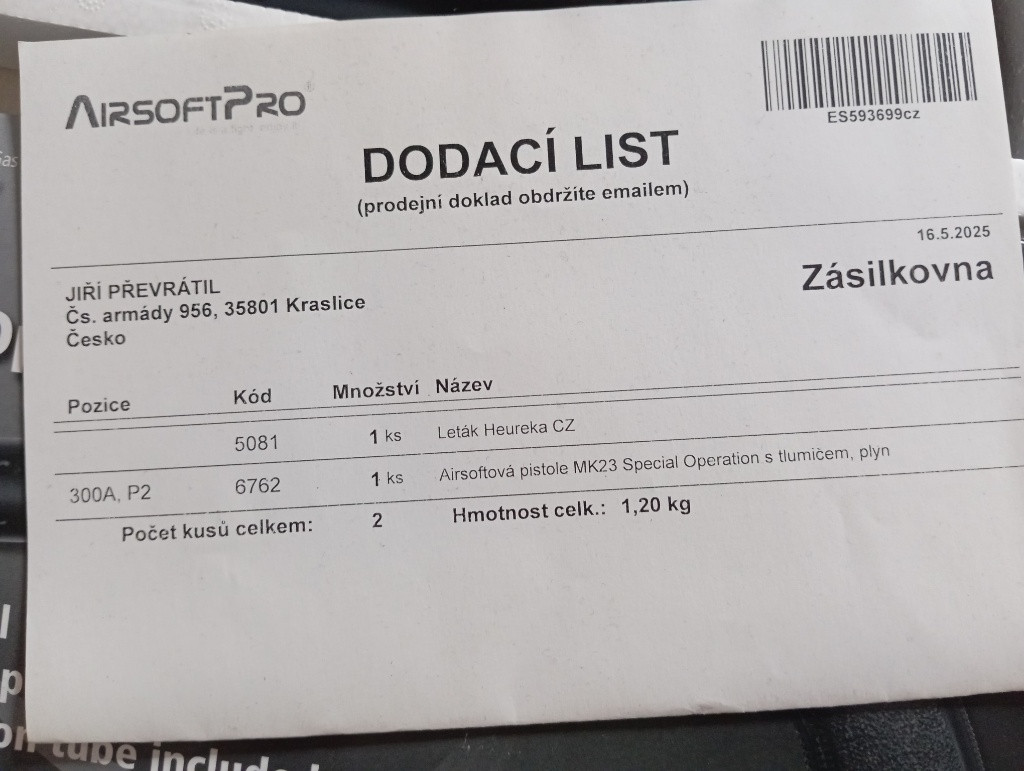 AIRSOFTPRO
ES593699cz
DODACÍ LIST
(prodejní doklad obdržíte emailem)
16.5.2025
Zásilkovna
JIŘÍ PŘEVRÁTIL
Čs. armády 956, 35801 Kraslice
Česko
Pozice Kód Množství Název
5081 1 ks Leták Heureka CZ
300A, P2 6762 1 ks Airsoftová pistole MK23 Special Operation s tlumičem, plyn
Počet kusů celkem: 2 Hmotnost celk.: 1,20 kg
tube